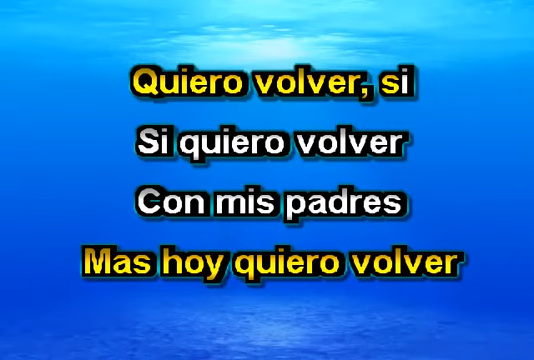 Quiero volver, si
Si quiero volver
Con mis padres
Mas hoy quiero volver